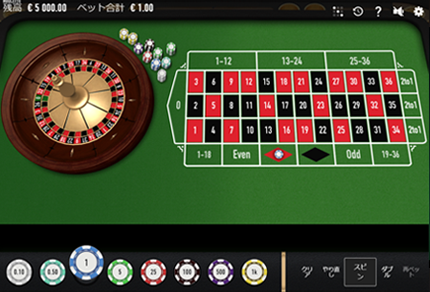 残高 € 5 000.00 ベット合計 € 1.00
?
1-12 13-24 25-36
3 6 9 12 15 18 21 24 27 30 33 36 2to1
0 2 5 8 11 14 17 20 23 26 29 32 35 2to1
1 4 7 10 13 16 19 22 25 28 31 34 2to1
1-18 Even Odd 19-36
0.10 0.50 1 5 25 100 500 1k
クリア やり直し スピン ダブル 再ベット